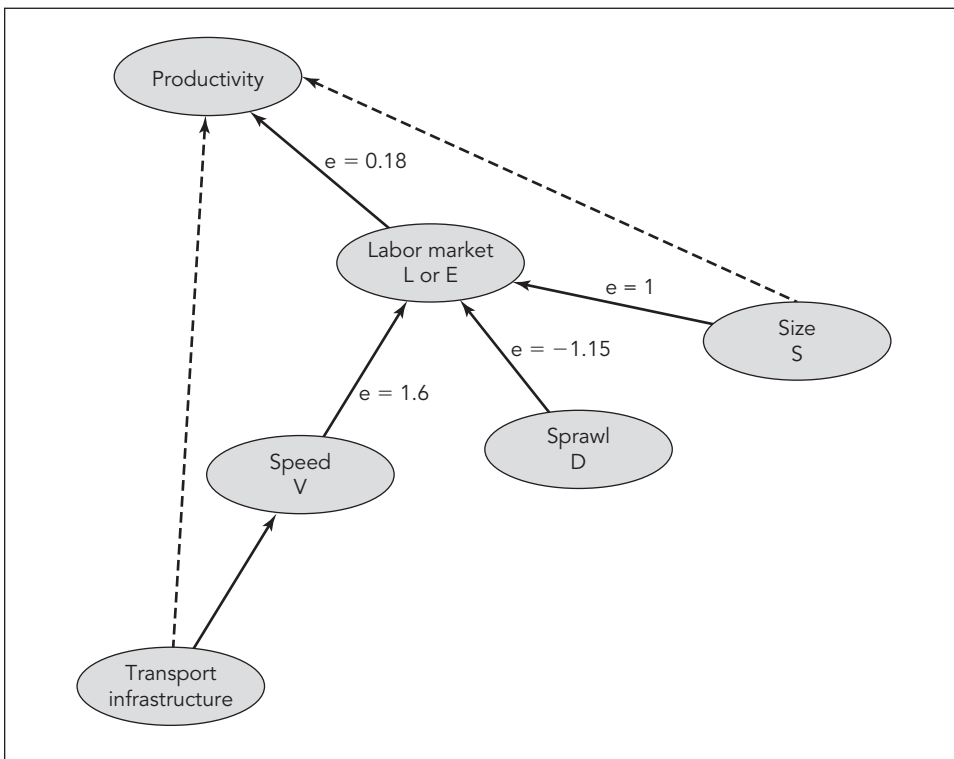 Productivity
e = 0.18
Labor market
L or E
e = 1
Size
S
e = −1.15
e = 1.6
Sprawl
D
Speed
V
Transport
infrastructure